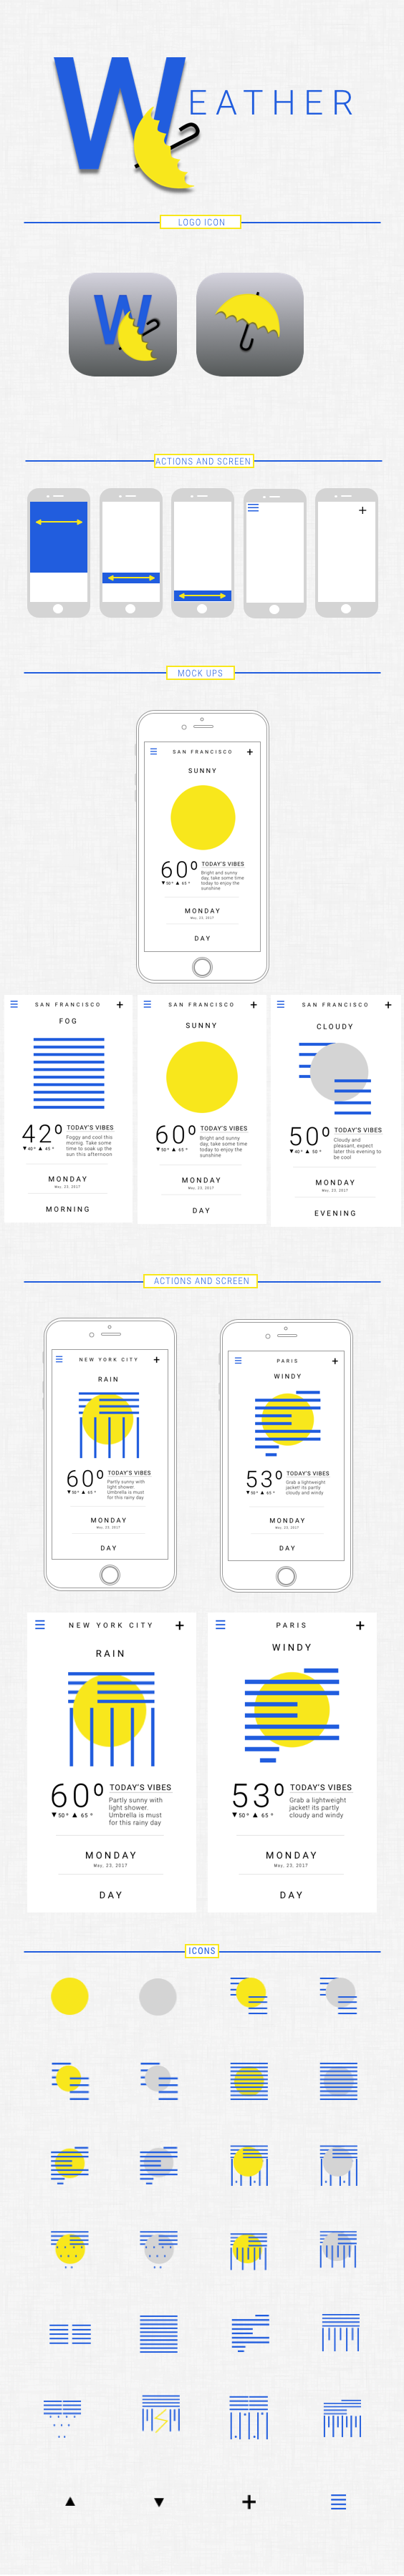 WEATHER
LOGO ICON
W
ACTIONS AND SCREEN
MOCK UPS
SAN FRANCISCO
SUNNY
60° TODAY'S VIBES
Bright and sunny
day, take some time
today to enjoy the
sunshine
▼50° ▲ 65°
MONDAY
May, 23, 2017
DAY
SAN FRANCISCO
FOG
42° TODAY'S VIBES
Foggy and cool this
morning. Take some
time to soak up the
sun this afternoon
▼40° ▲ 45°
MONDAY
May, 23, 2017
MORNING
SAN FRANCISCO
SUNNY
60° TODAY'S VIBES
Bright and sunny
day, take some time
today to enjoy the
sunshine
▼50° ▲ 65°
MONDAY
May, 23, 2017
DAY
SAN FRANCISCO
CLOUDY
50° TODAY'S VIBES
Cloudy and
pleasant, expect
later this evening to
be cool
▼40° ▲ 50°
MONDAY
May, 23, 2017
EVENING
ACTIONS AND SCREEN
NEW YORK CITY
RAIN
60° TODAY'S VIBES
Partly sunny with
light shower.
Umbrella is must
for this rainy day
▼50° ▲ 65°
MONDAY
May, 23, 2017
DAY
PARIS
WINDY
53° TODAY'S VIBES
Grab a lightweight
jacket! its partly
cloudy and windy
▼50° ▲ 65°
MONDAY
May, 23, 2017
DAY
NEW YORK CITY
RAIN
60° TODAY'S VIBES
Partly sunny with
light shower.
Umbrella is must
for this rainy day
▼50° ▲ 65°
MONDAY
May, 23, 2017
DAY
PARIS
WINDY
53° TODAY'S VIBES
Grab a lightweight
jacket! its partly
cloudy and windy
▼50° ▲ 65°
MONDAY
May, 23, 2017
DAY
ICONS